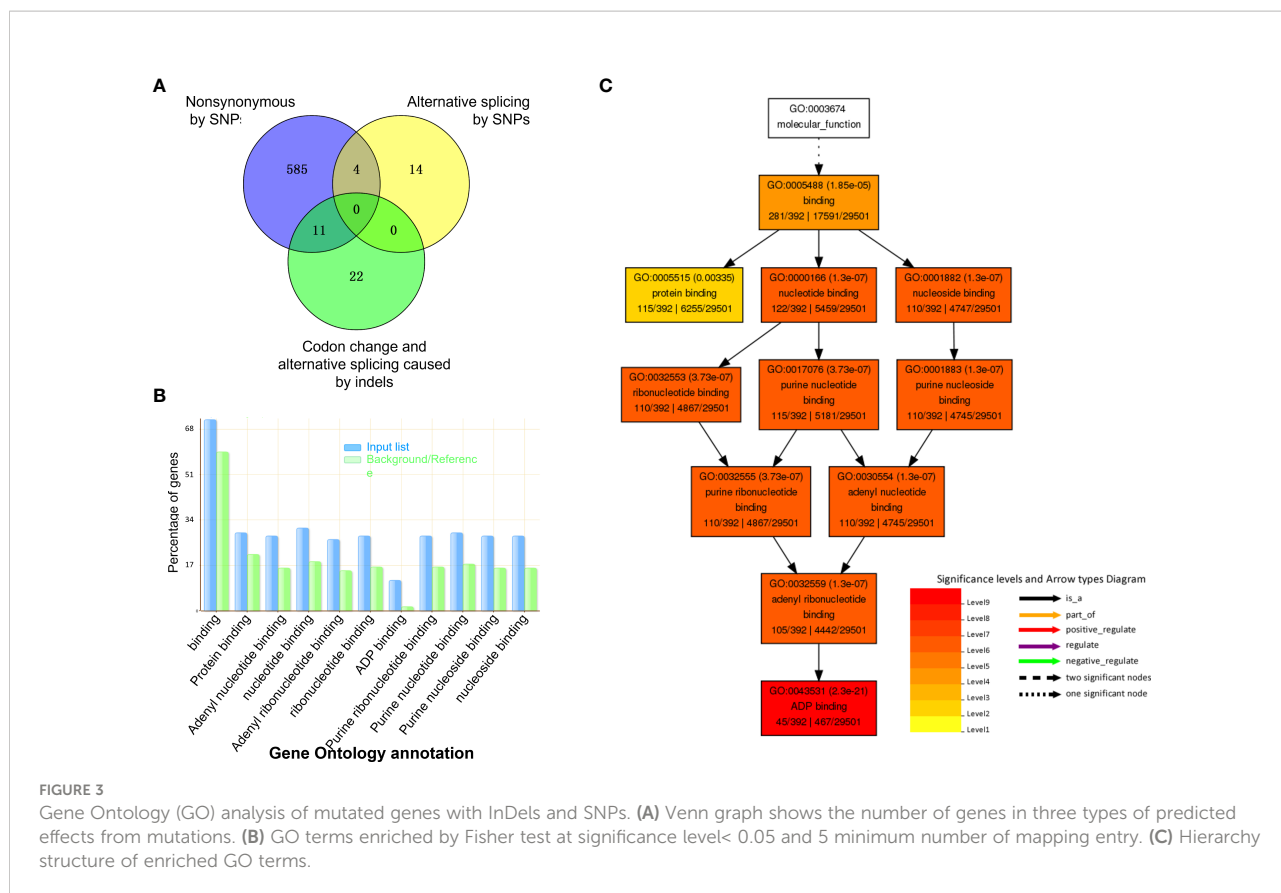 A
Nonsynonymous
by SNP:
Alternative splicing
by SNPs
585
4
14
0
11
0
22
Codon change and
alternative splicing caused
by indels
B
Percentage of genes
68
51
34
17
Input list
Background/Referenc
e
binding
Protein binding
Adenyl nucleotide binding
nucleotide binding
Adenyl ribonucleotide binding
ribonucleotide binding
ADP binding
Purine ribonucleotide binding
Purine nucleotide binding
Purine nucleoside binding
nucleoside binding
Gene Ontology annotation
C
GO:0003674
molecular_function
GO:0005488 (1.85e-05)
binding
281/392 | 17591/29501
GO:0005515 (0.00335)
protein binding
115/392 | 6255/29501
GO:0000166 (1.3e-07)
nucleotide binding
122/392 | 5459/29501
GO:0001882 (1.3e-07)
nucleoside binding
110/392 | 4747/29501
GO:0032553 (3.73e-07)
ribonucleotide binding
110/392 | 4867/29501
GO:0017076 (3.73e-07)
purine nucleotide
binding
115/392 | 5181/29501
GO:0001883 (1.3e-07)
purine nucleoside
binding
110/392 | 4745/29501
GO:0032555 (3.73e-07)
purine ribonucleotide
binding
110/392 | 4867/29501
GO:0030554 (1.3e-07)
adenyl nucleotide
binding
110/392 | 4745/29501
GO:0032559 (1.3e-07)
adenyl ribonucleotide
binding
105/392 | 4442/29501
GO:0043531 (2.3e-21)
ADP binding
45/392 | 467/29501
Significance levels and Arrow types Diagram
Level9
Level8
Level7
Level6
Level5
Level4
Level3
Level2
Level1
is_a
part_of
positive_regulate
regulate
negative_regulate
two significant nodes
one significant node
FIGURE 3
Gene Ontology (GO) analysis of mutated genes with InDels and SNPs. (A) Venn graph shows the number of genes in three types of predicted
effects from mutations. (B) GO terms enriched by Fisher test at significance level< 0.05 and 5 minimum number of mapping entry. (C) Hierarchy
structure of enriched GO terms.